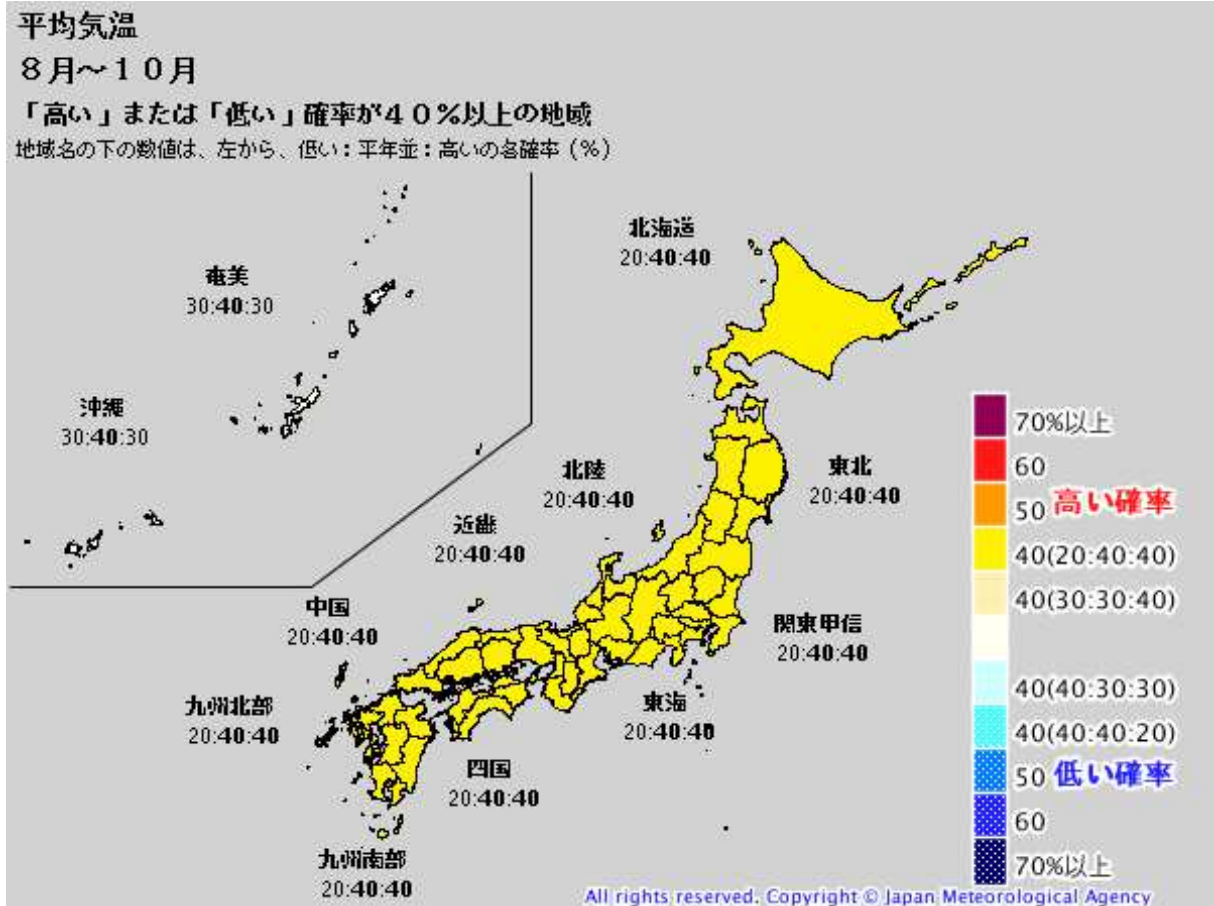 平均気温
８月～１０月
「高い」または「低い」確率が４０％以上の地域
地域名の下の数値は、左から、低い：平年並：高いの各確率（％）
北海道
20:40:40
奄美
30:40:30
沖縄
30:40:30
北陸
20:40:40
東北
20:40:40
近畿
20:40:40
中国
20:40:40
関東甲信
20:40:40
九州北部
20:40:40
東海
20:40:40
四国
20:40:40
九州南部
20:40:40
70%以上
60
50 高い確率
40(20:40:40)
40(30:30:40)
40(40:30:30)
40(40:40:20)
50 低い確率
60
70%以上
All rights reserved. Copyright © Japan Meteorological Agency